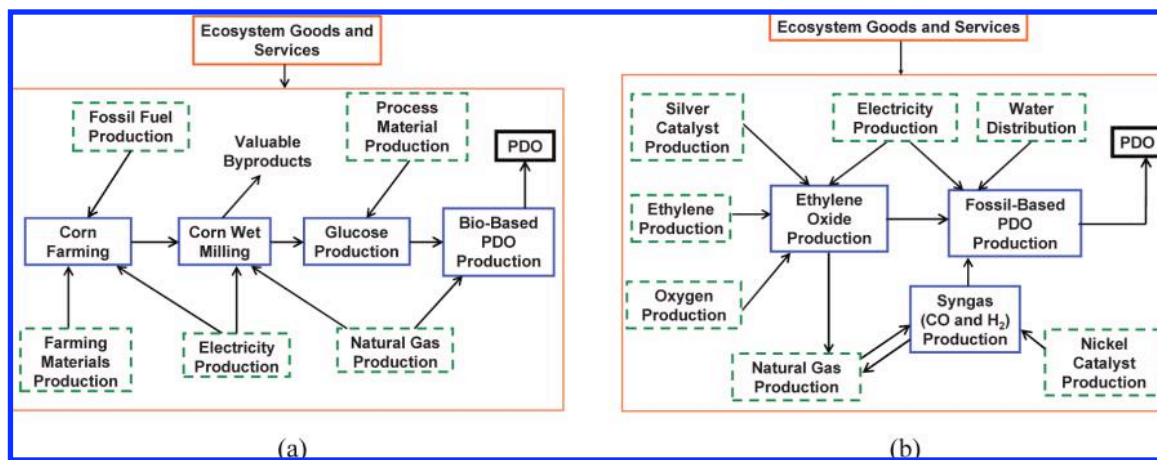 Ecosystem Goods and
Services
Fossil Fuel
Production
Valuable
Byproducts
Process
Material
Production
PDO
Corn
Farming
Corn Wet
Milling
Glucose
Production
Bio-Based
PDO
Production
Farming
Materials
Production
Electricity
Production
Natural Gas
Production
(a)
Ecosystem Goods and Services
Silver
Catalyst
Production
Electricity
Production
Water
Distribution
PDO
Ethylene
Production
Ethylene
Oxide
Production
Fossil-Based
PDO
Production
Oxygen
Production
Syngas
(CO and H₂)
Production
Natural Gas
Production
Nickel
Catalyst
Production
(b)